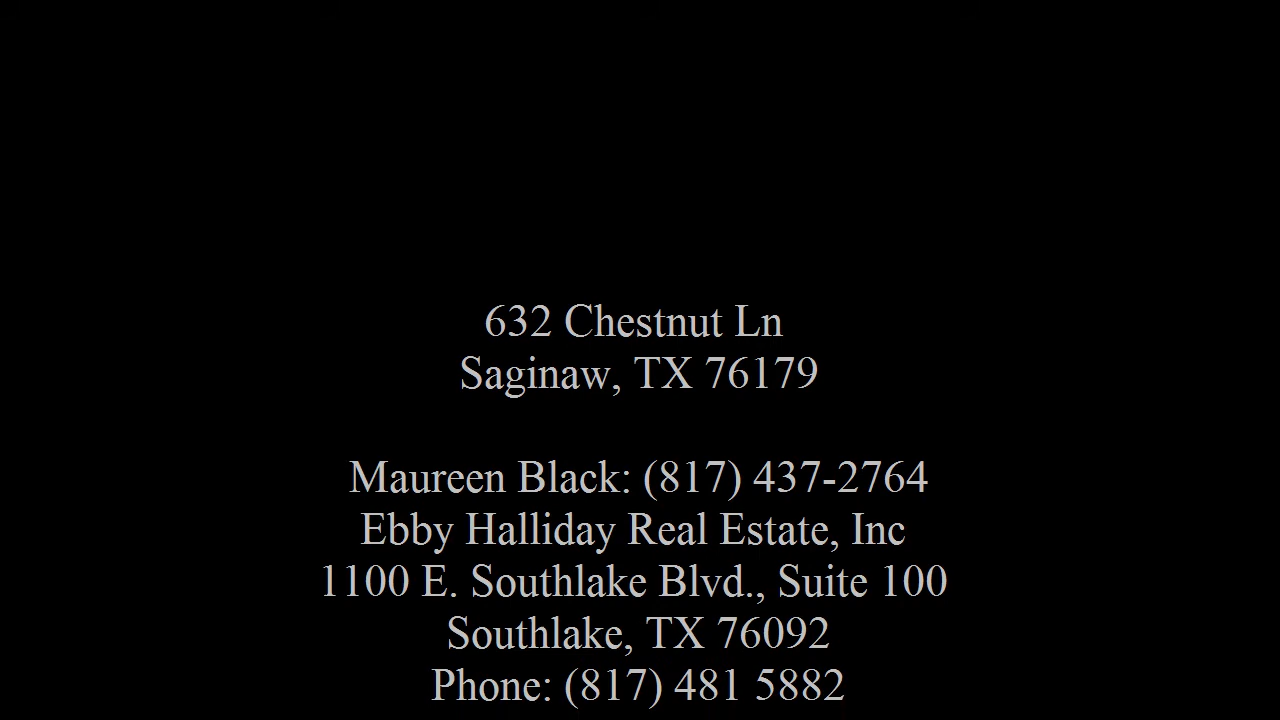 632 Chestnut Ln
Saginaw, TX 76179
Maureen Black: (817) 437-2764
Ebby Halliday Real Estate, Inc
1100 E. Southlake Blvd., Suite 100
Southlake, TX 76092
Phone: (817) 481 5882